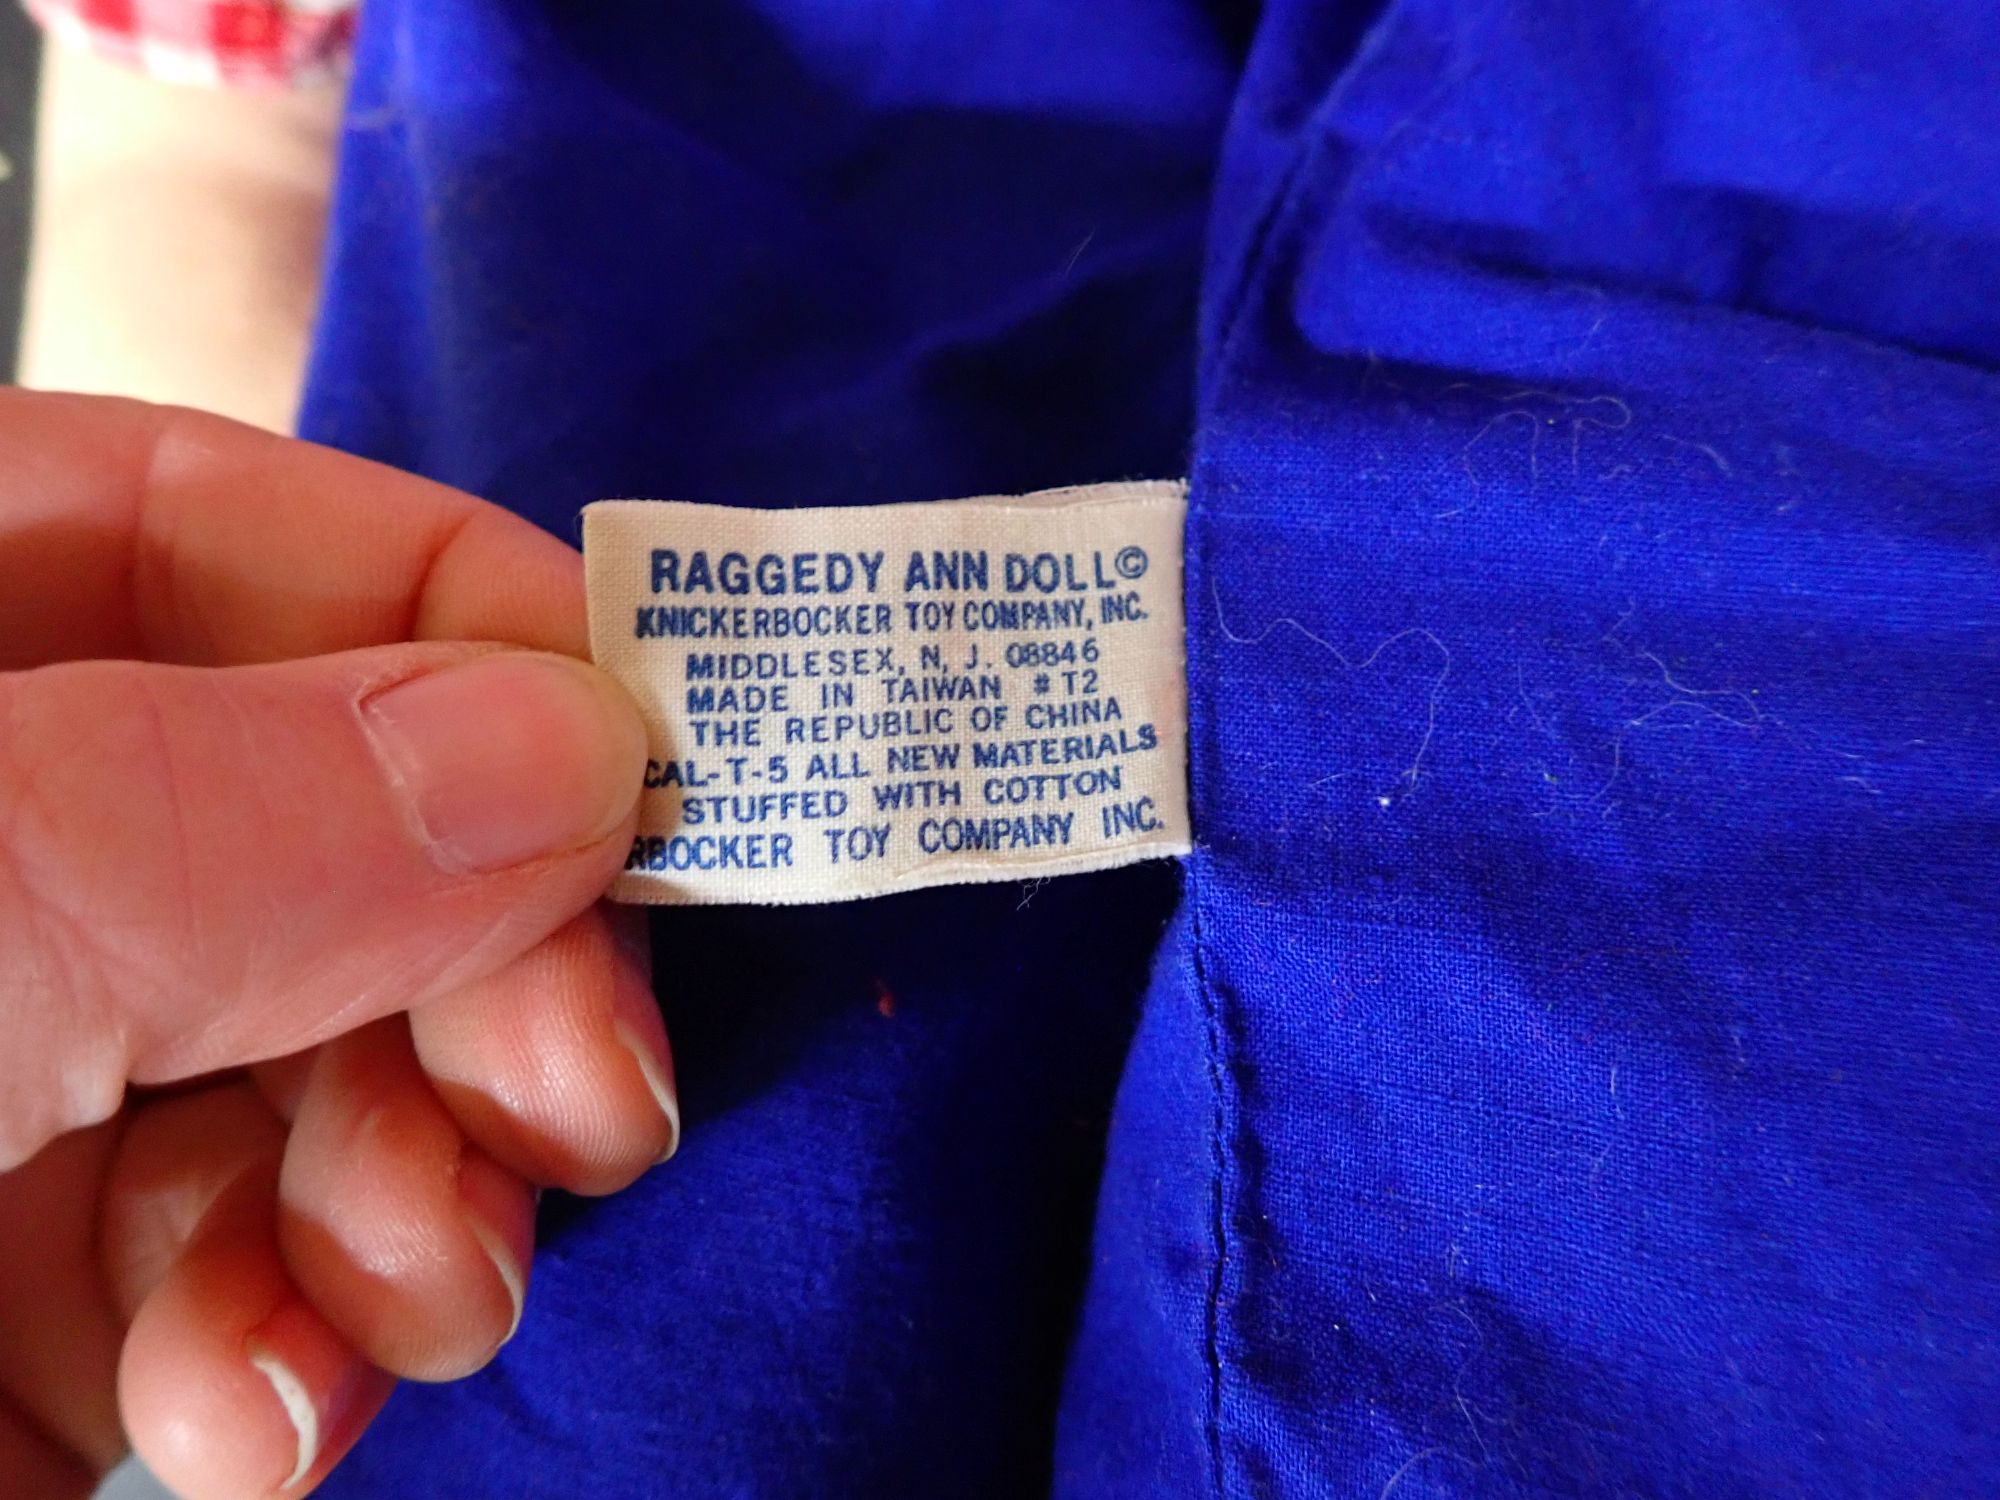 RAGGEDY ANN DOLL©
KNICKERBOCKER TOY COMPANY, INC.
MIDDLESEX, N. J. 08846
MADE IN TAIWAN # T2
THE REPUBLIC OF CHINA
CAL-T-5 ALL NEW MATERIALS
STUFFED WITH COTTON
RBOCKER TOY COMPANY INC.